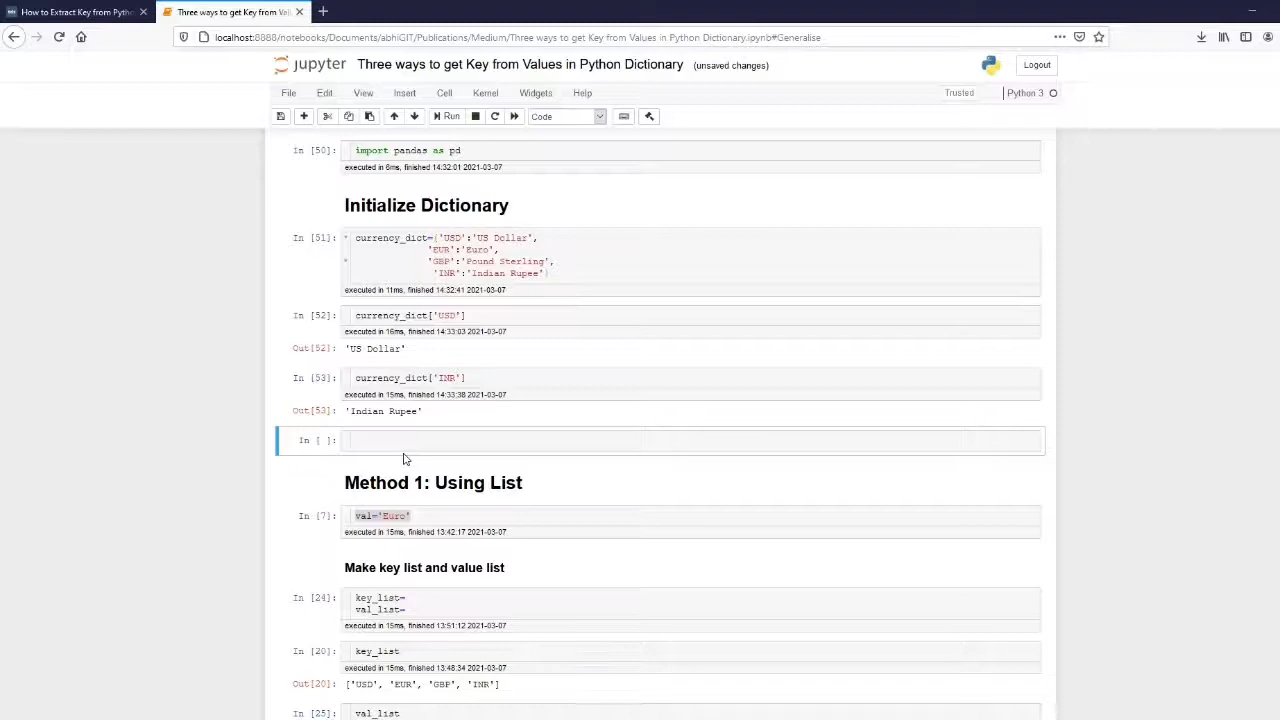 How to Extract Key from Pytho
Three ways to get Key from Val
localhost:8888/notebooks/Documents/abhiGIT/Publications/Medium/Three ways to get Key from Values in Python Dictionary.ipynb#Generalise
jupyter Three ways to get Key from Values in Python Dictionary (unsaved changes) Logout
File Edit View Insert Cell Kernel Widgets Help Trusted Python 3
Run Code
In [50]: import pandas as pd
executed in 6ms, finished 14:32:01 2021-03-07
Initialize Dictionary
In [51]: currency_dict={'USD':'US Dollar',
'EUR':'Euro',
'GBP':'Pound Sterling',
'INR':'Indian Rupee'}
executed in 11ms, finished 14:32:41 2021-03-07
In [52]: currency_dict['USD']
executed in 16ms, finished 14:33:03 2021-03-07
Out[52]: 'US Dollar'
In [53]: currency_dict['INR']
executed in 15ms, finished 14:33:38 2021-03-07
Out[53]: 'Indian Rupee'
In [ ]:
Method 1: Using List
In [7]: val='Euro'
executed in 15ms, finished 13:42:17 2021-03-07
Make key list and value list
In [24]: key_list=
val_list=
executed in 15ms, finished 13:51:12 2021-03-07
In [20]: key_list
executed in 15ms, finished 13:48:34 2021-03-07
Out[20]: ['USD', 'EUR', 'GBP', 'INR']
In [25]: val_list